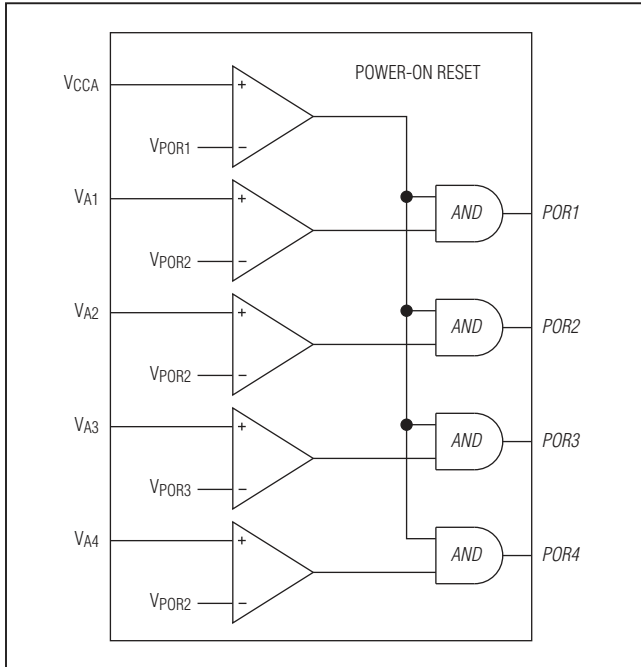 POWER-ON RESET
VCCA
+
VPOR1
−
VA1
+
AND
POR1
VPOR2
−
VA2
+
AND
POR2
VPOR2
−
VA3
+
AND
POR3
VPOR3
−
VA4
+
AND
POR4
VPOR2
−